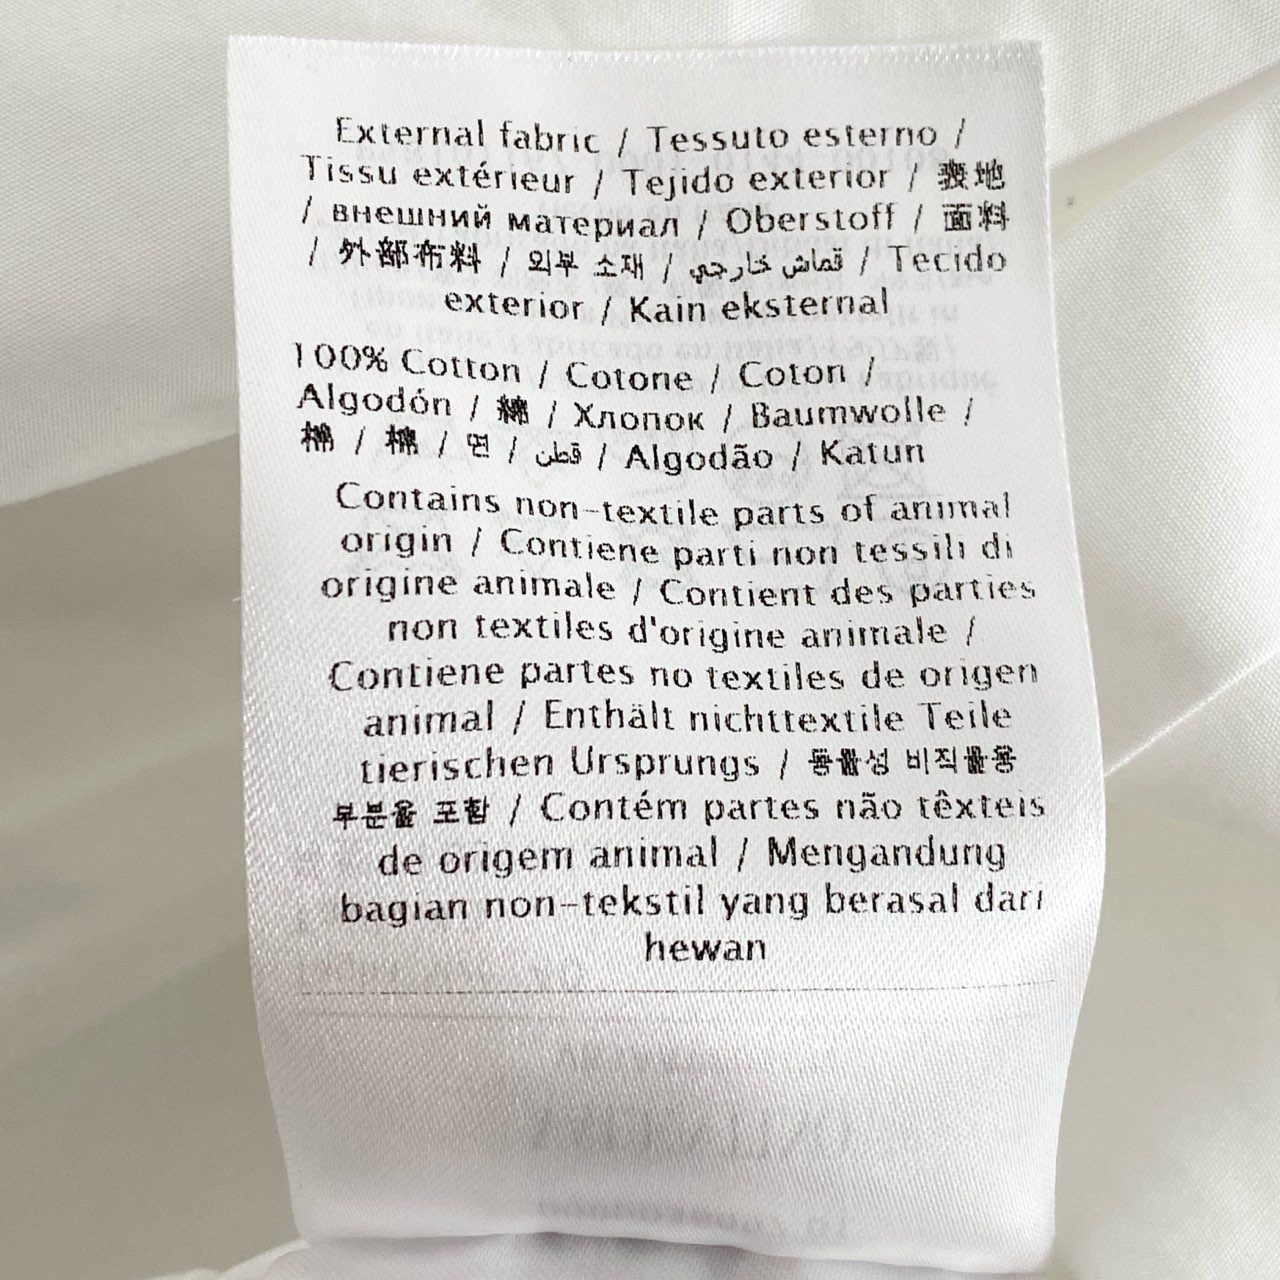 External fabric / Tessuto esterno /
Tissu extérieur / Tejido exterior / 表地
/ внешний материал / Oberstoff / 面料
/ 外部布料 / 외부 소재 / قماش خارجي / Tecido
exterior / Kain eksternal
100% Cotton / Cotone / Coton /
Algodón / 綿 / Хлопок / Baumwolle /
棉 / 棉 / 면 / قطن / Algodão / Katun
Contains non-textile parts of animal
origin / Contiene parti non tessili di
origine animale / Contient des parties
non textiles d'origine animale /
Contiene partes no textiles de origen
animal / Enthält nichttextile Teile
tierischen Ursprungs / 동물성 비직물용
부분을 포함 / Contém partes não têxteis
de origem animal / Mengandung
bagian non-tekstil yang berasal dari
hewan